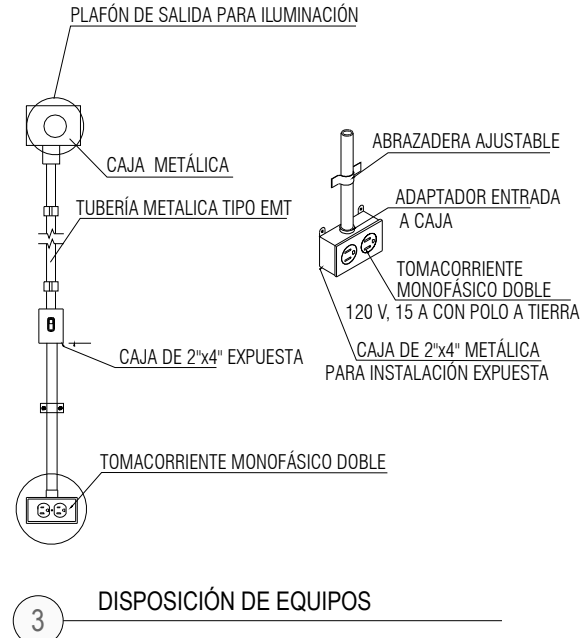 PLAFÓN DE SALIDA PARA ILUMINACIÓN
CAJA METÁLICA
TUBERÍA METALICA TIPO EMT
CAJA DE 2"x4" EXPUESTA
TOMACORRIENTE MONOFÁSICO DOBLE
ABRAZADERA AJUSTABLE
ADAPTADOR ENTRADA
A CAJA
TOMACORRIENTE
MONOFÁSICO DOBLE
120 V, 15 A CON POLO A TIERRA
CAJA DE 2"x4" METÁLICA
PARA INSTALACIÓN EXPUESTA
3 DISPOSICIÓN DE EQUIPOS